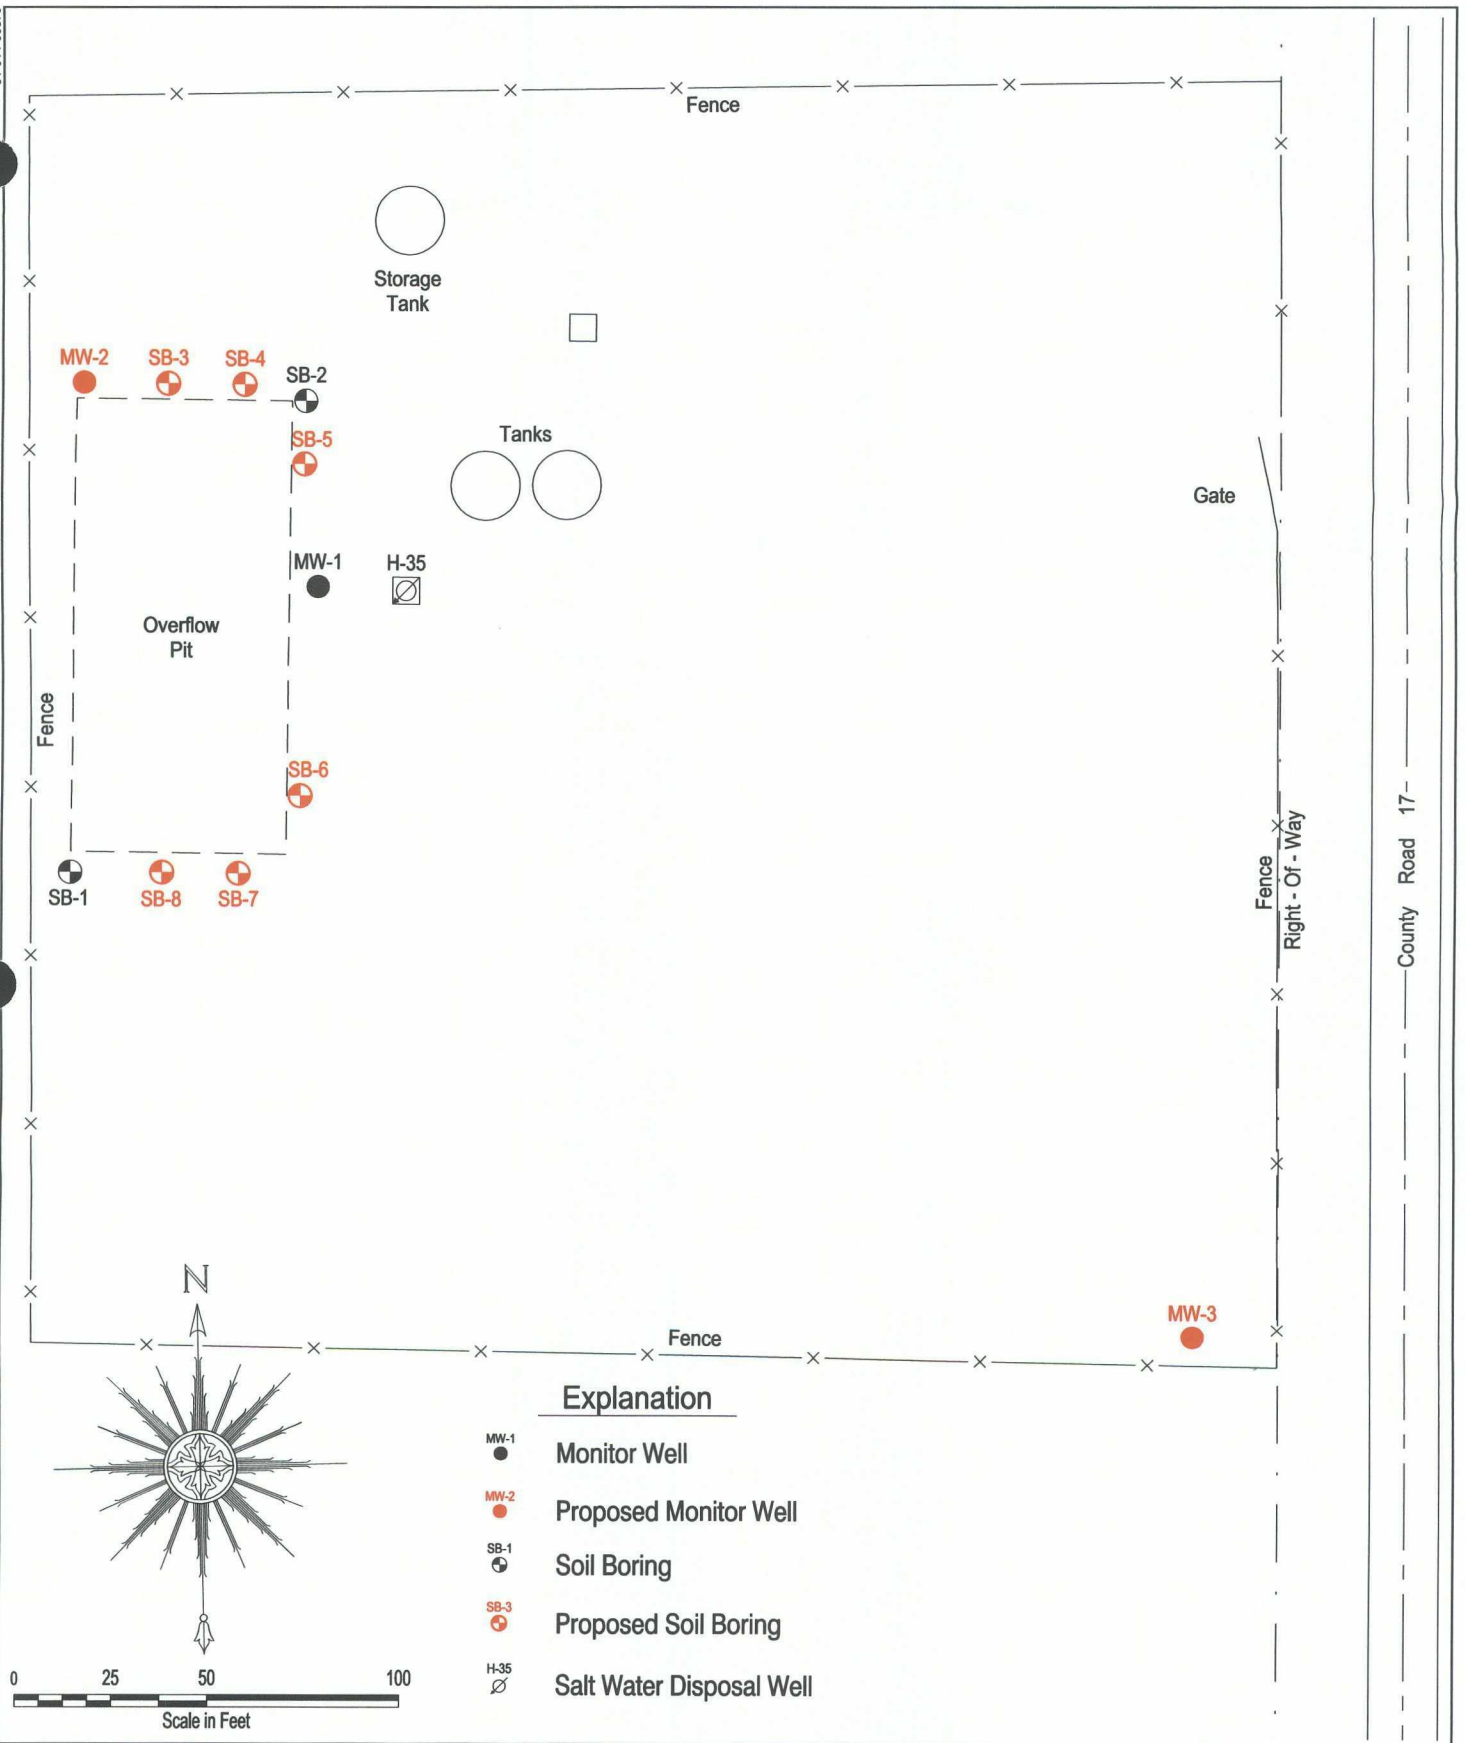 Fence
Storage
Tank
MW-2
SB-3
SB-4
SB-2
SB-5
Tanks
Gate
MW-1
H-35
Overflow
Pit
Fence
SB-6
SB-1
SB-8
SB-7
Fence
Right - Of - Way
County Road 17
N
MW-3
Fence
Explanation
MW-1
Monitor Well
MW-2
Proposed Monitor Well
SB-1
Soil Boring
SB-3
Proposed Soil Boring
H-35
Salt Water Disposal Well
0 25 50 100
Scale in Feet